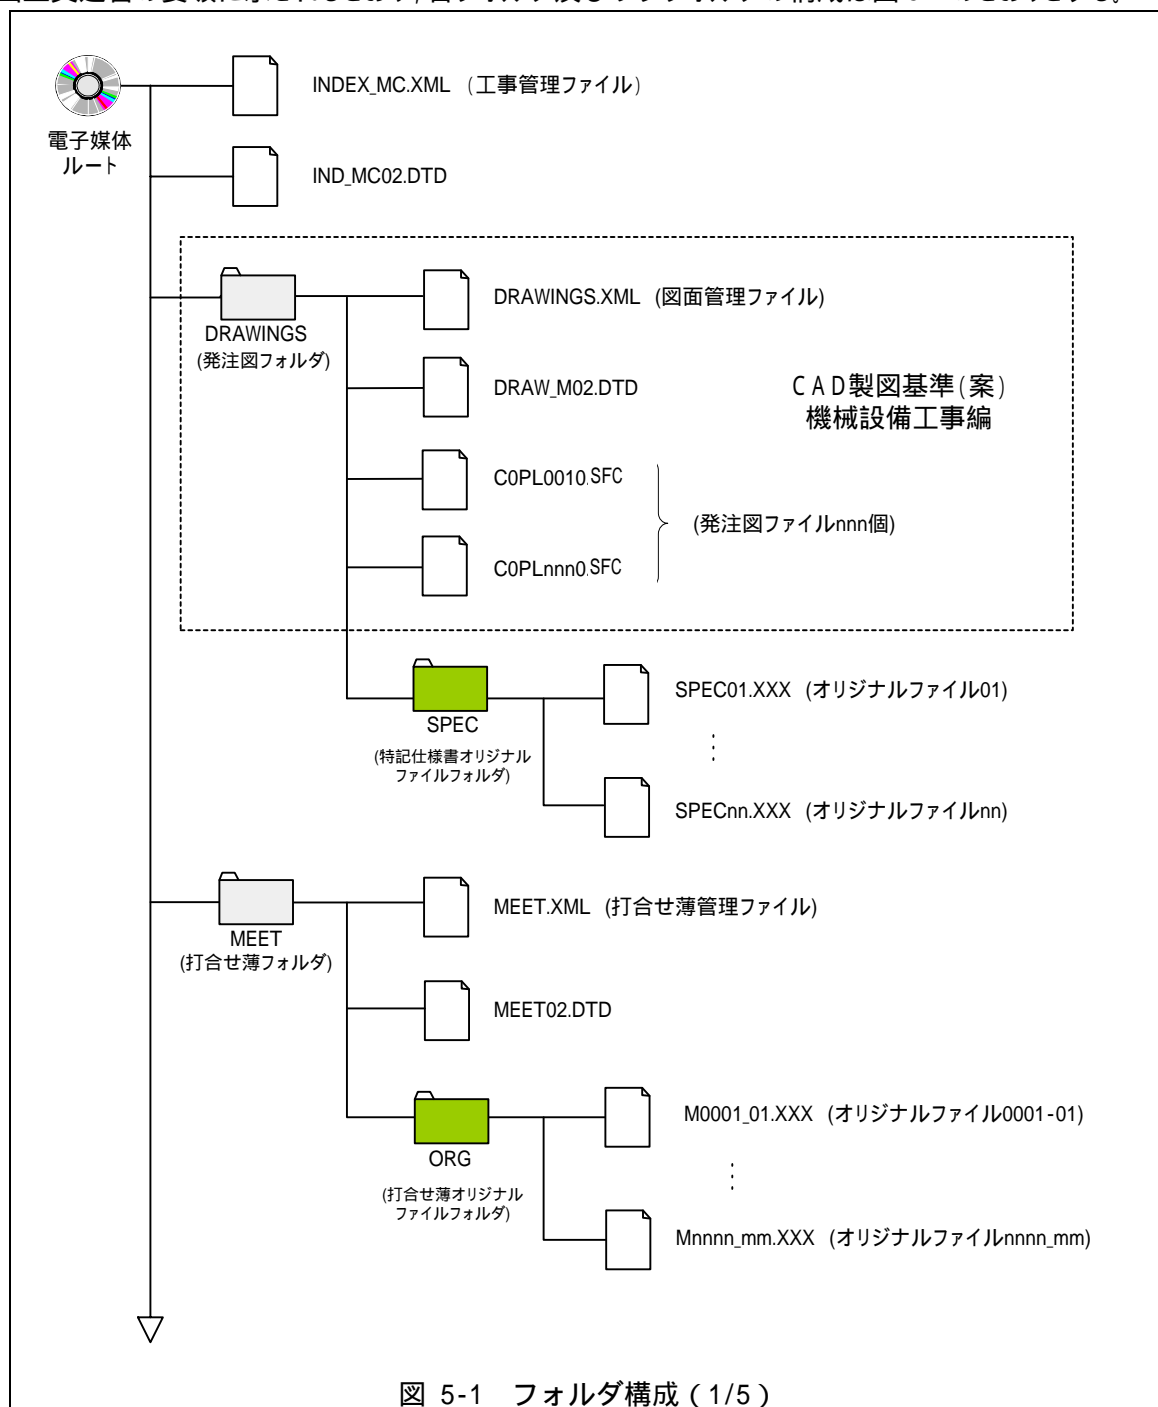 INDEX_MC.XML (工事管理ファイル)
電子媒体
ルート
IND_MC02.DTD
DRAWINGS.XML (図面管理ファイル)
DRAWINGS
(発注図フォルダ)
DRAW_M02.DTD
CAD製図基準(案)
機械設備工事編
C0PL0010.SFC
(発注図ファイルnnn個)
C0PLnnn0.SFC
SPEC01.XXX (オリジナルファイル01)
SPEC
(特記仕様書オリジナル
ファイルフォルダ)
SPECnn.XXX (オリジナルファイルnn)
MEET.XML (打合せ薄管理ファイル)
MEET
(打合せ薄フォルダ)
MEET02.DTD
M0001_01.XXX (オリジナルファイル0001-01)
ORG
(打合せ薄オリジナル
ファイルフォルダ)
Mnnnn_mm.XXX (オリジナルファイルnnnn_mm)
図 5-1 フォルダ構成(1/5)